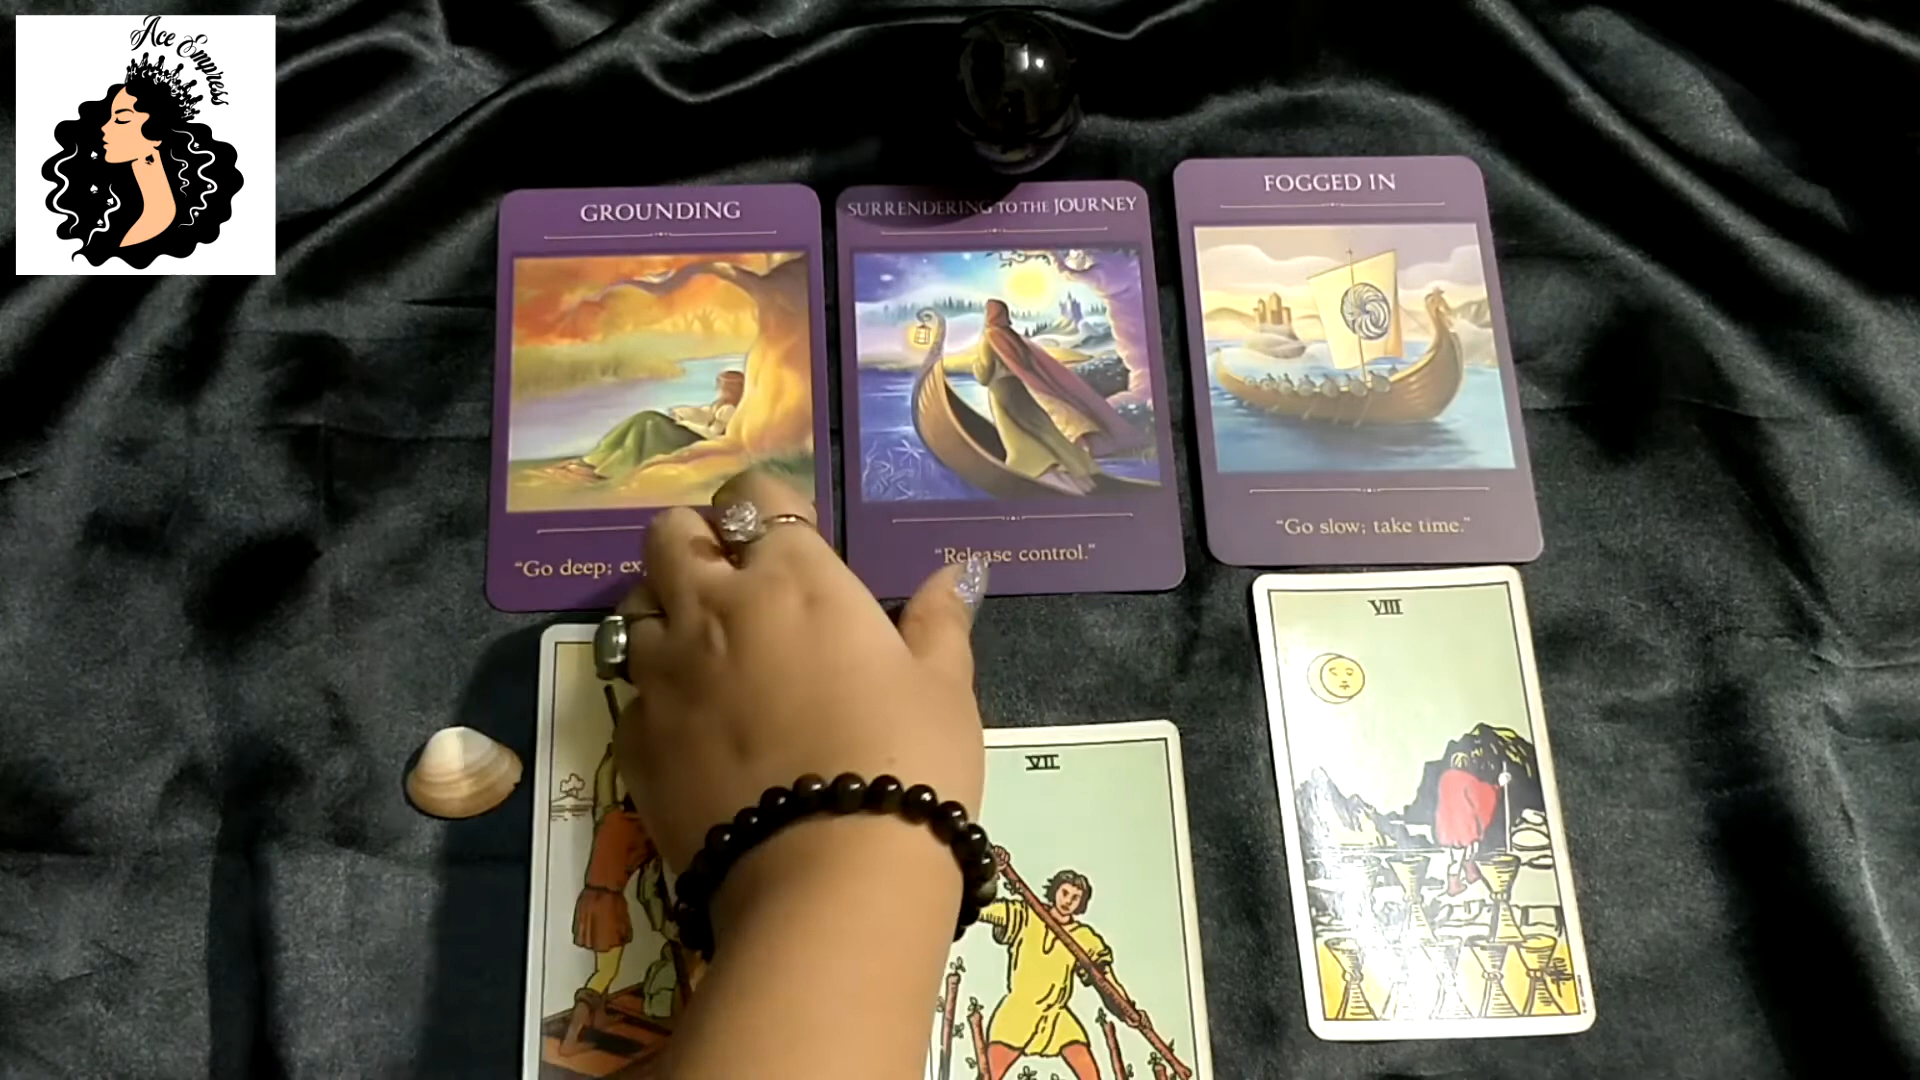 Ace Empress
GROUNDING
SURRENDERING TO THE JOURNEY
FOGGED IN
"Go deep;
"Release control."
"Go slow; take time."
VIII
VII